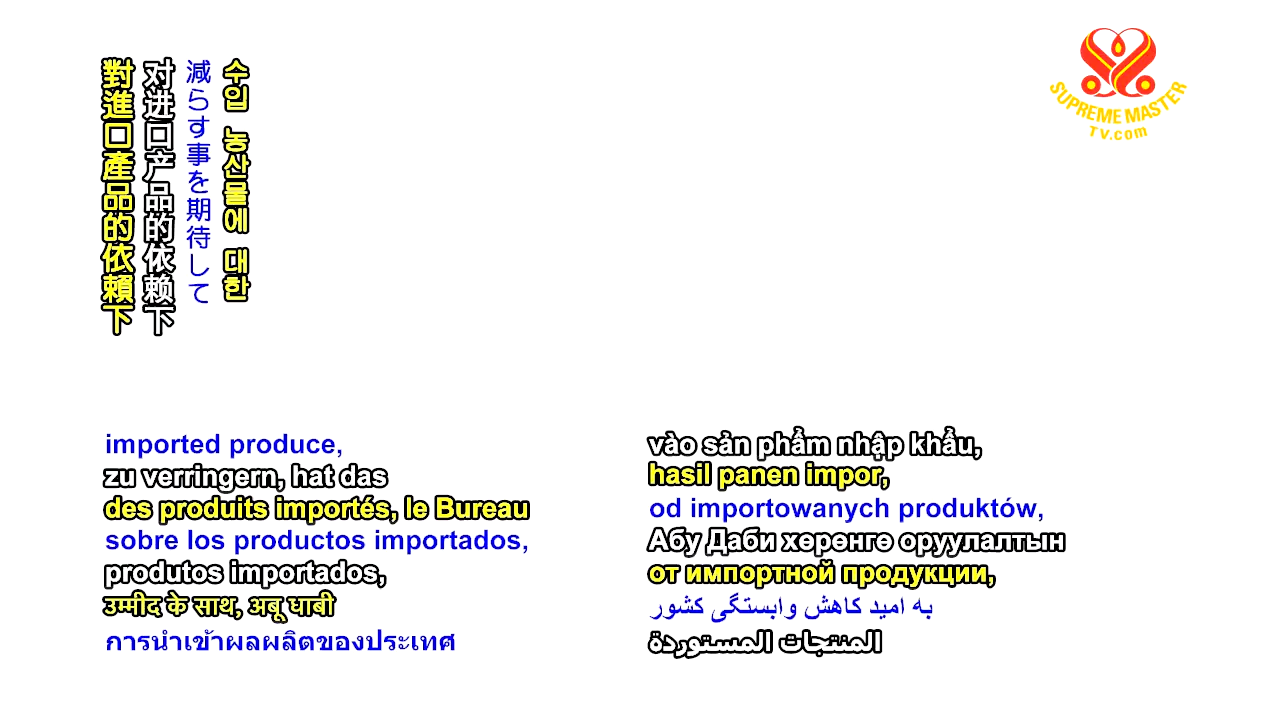 對進口產品的依賴下
对进口产品的依赖下
減らす事を期待して
수입 농산물에 대한
SUPREME MASTER
TV.com
imported produce,
zu verringern, hat das
des produits importés, le Bureau
sobre los productos importados,
produtos importados,
उम्मीद के साथ, अबू धाबी
การนำเข้าผลผลิตของประเทศ
vào sản phẩm nhập khẩu,
hasil panen impor,
od importowanych produktów,
Абу Даби хөрөнгө оруулалтын
от импортной продукции,
به امید کاهش وابستگی کشور
المنتجات المستوردة